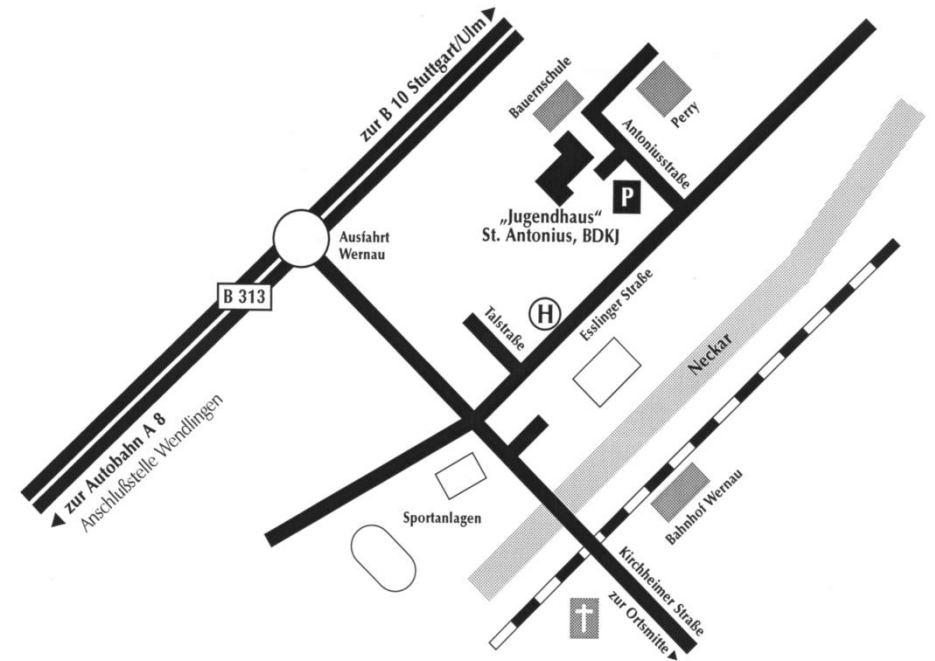 zur B 10 Stuttgart/Ulm
Bauernschule
Perry
Antoniusstraße
P
„Jugendhaus“
St. Antonius, BDKJ
Ausfahrt
Wernau
B 313
H
Talstraße
Esslinger Straße
Neckar
zur Autobahn A 8
Anschlußstelle Wendlingen
Sportanlagen
Bahnhof Wernau
Kirchheimer Straße
zur Ortsmitte